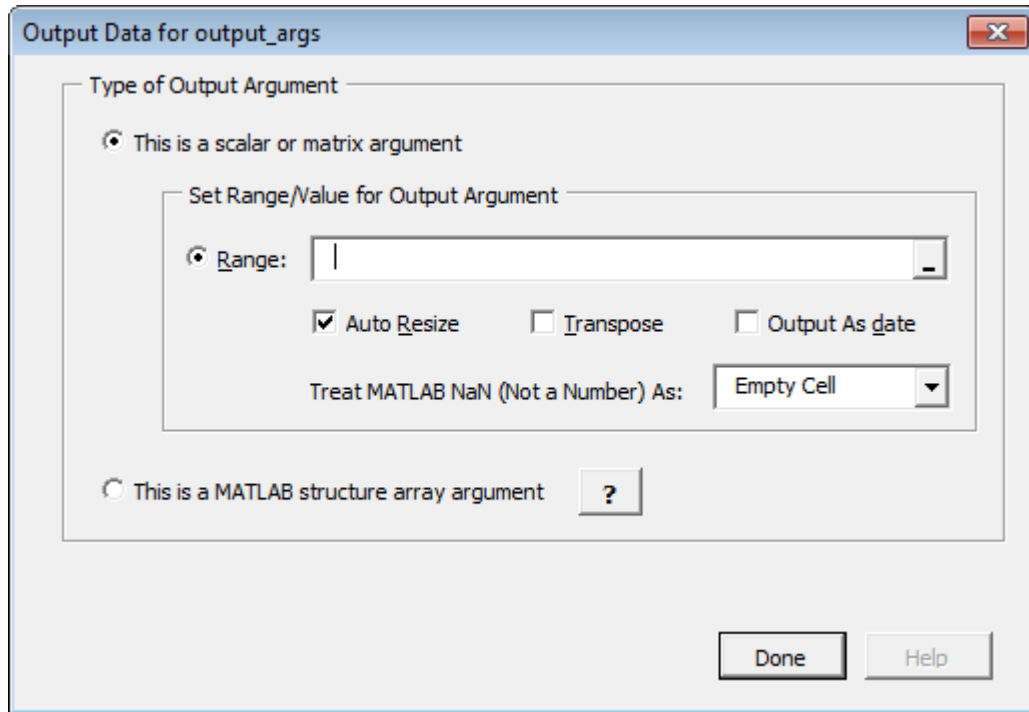 Output Data for output_args
Type of Output Argument
This is a scalar or matrix argument
Set Range/Value for Output Argument
Range:
_
Auto Resize Transpose Output As date
Treat MATLAB NaN (Not a Number) As: Empty Cell
This is a MATLAB structure array argument ?
Done Help